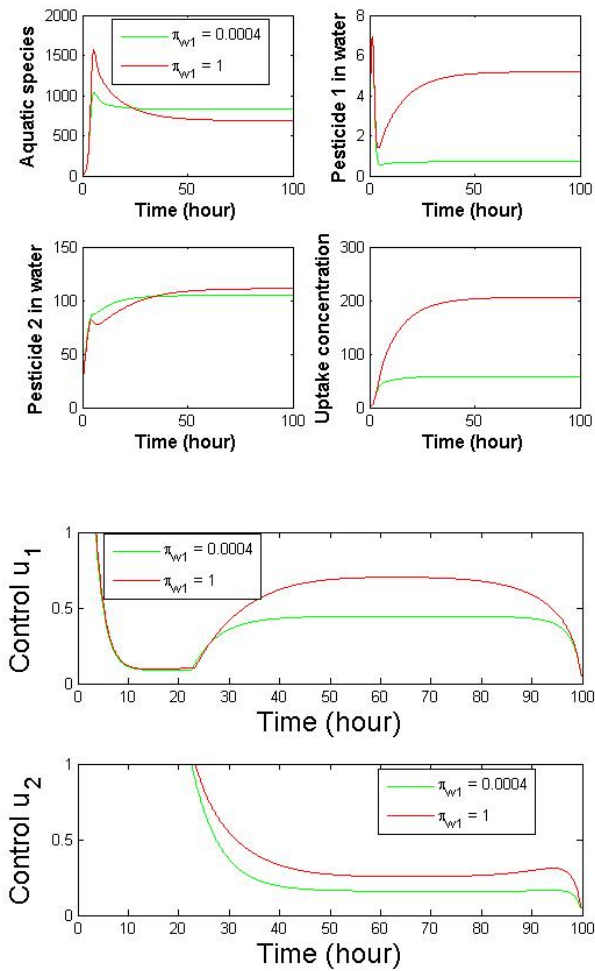 2000
1500
1000
500
0
Aquatic species
π_w1 = 0.0004
π_w1 = 1
0 50 100
Time (hour)
8
6
4
2
0
Pesticide 1 in water
0 50 100
Time (hour)
150
100
50
0
Pesticide 2 in water
0 50 100
Time (hour)
300
200
100
0
Uptake concentration
0 50 100
Time (hour)
1
0.5
0
Control u_1
π_w1 = 0.0004
π_w1 = 1
0 10 20 30 40 50 60 70 80 90 100
Time (hour)
1
0.5
0
Control u_2
π_w1 = 0.0004
π_w1 = 1
0 10 20 30 40 50 60 70 80 90 100
Time (hour)